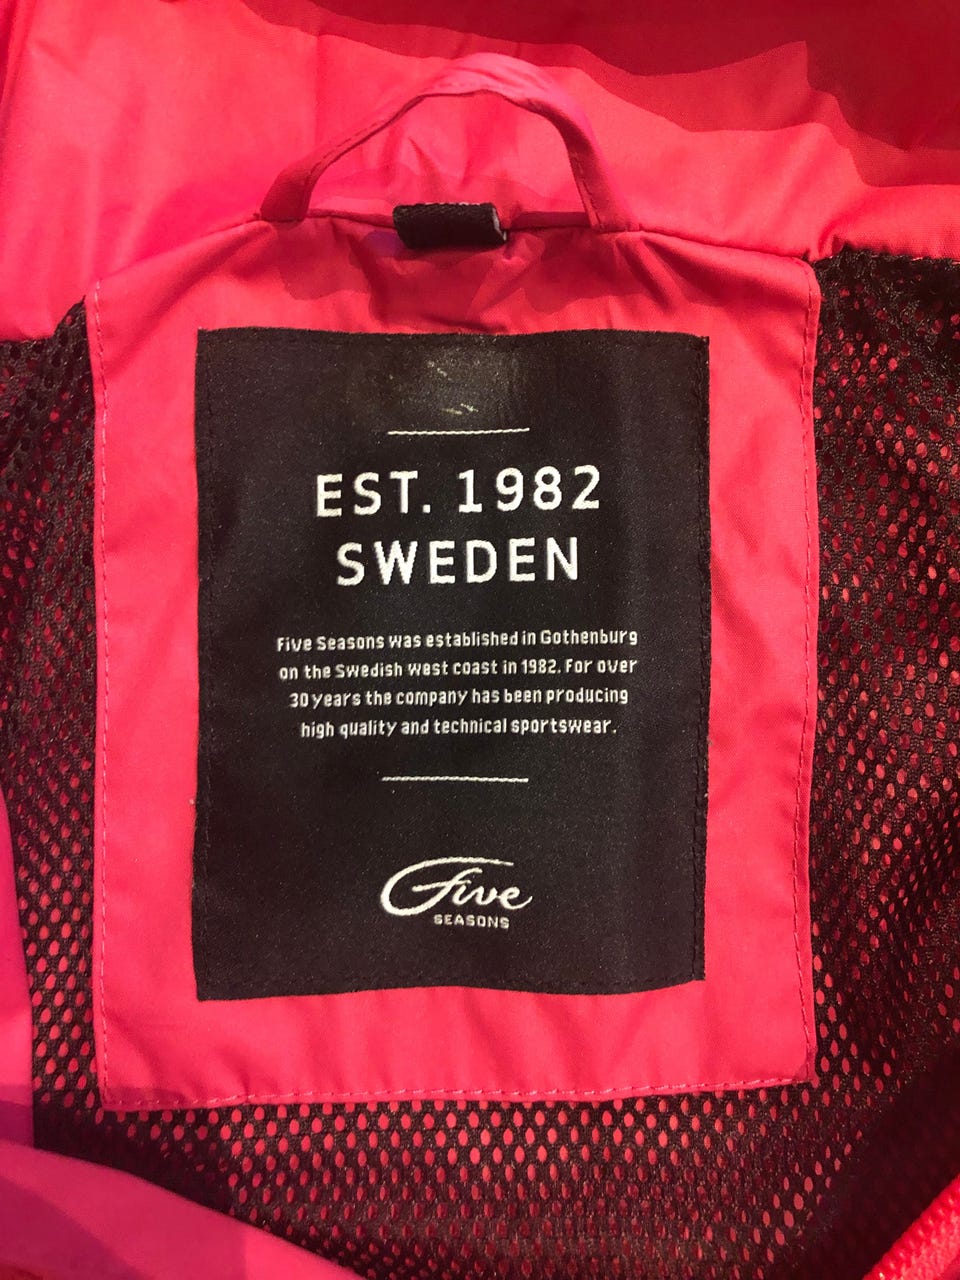 EST. 1982
SWEDEN
Five Seasons was established in Gothenburg
on the Swedish west coast in 1982. For over
30 years the company has been producing
high quality and technical sportswear.
Five
SEASONS